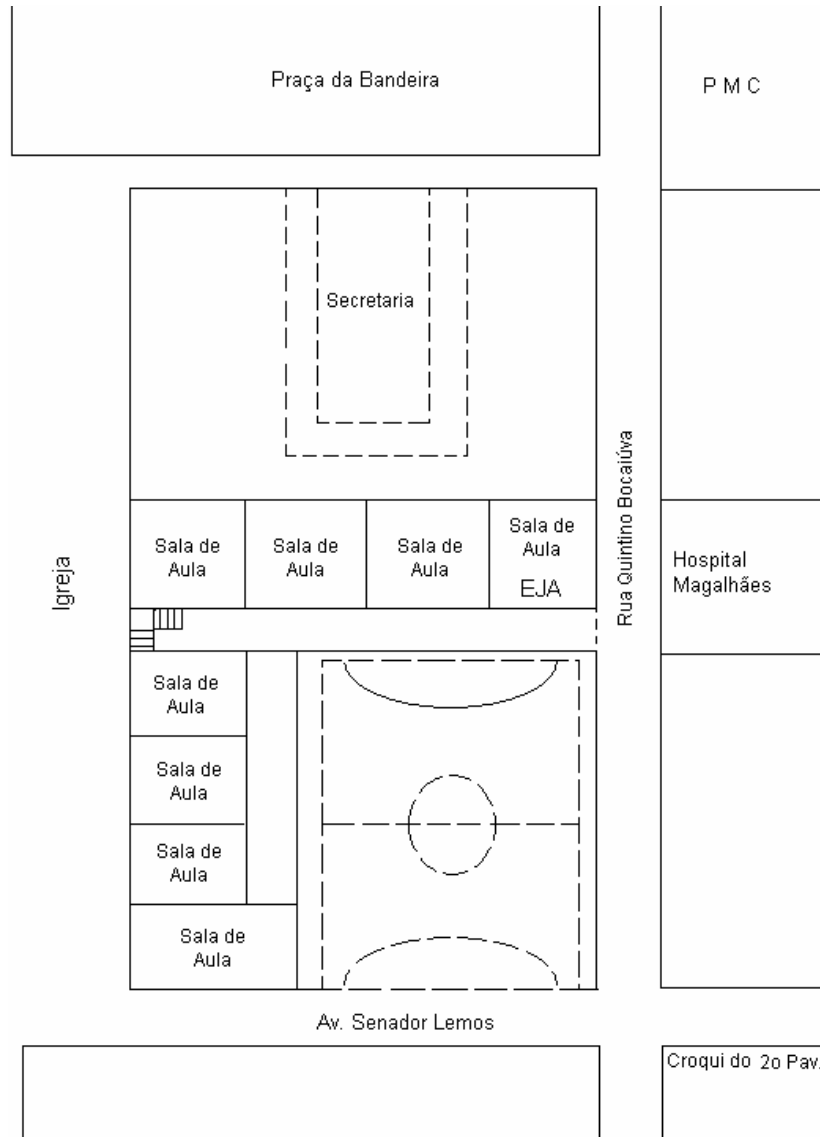 Praça da Bandeira
P M C
Secretaria
Rua Quintino Bocaiúva
Igreja
Sala de
Aula
Sala de
Aula
Sala de
Aula
Sala de
Aula
EJA
Hospital
Magalhães
Sala de
Aula
Sala de
Aula
Sala de
Aula
Sala de
Aula
Av. Senador Lemos
Croqui do 2o Pav.